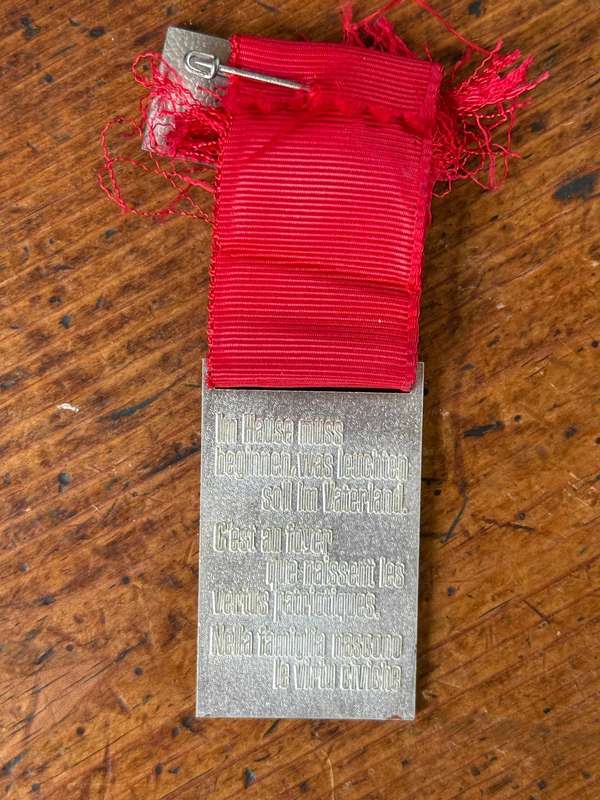 Im Hause muss
beginnen, was leuchten
soll im Vaterland.
C'est au foyer
que naissent les
vertus patriotiques.
Nella famiglia nascono
le virtù civiche